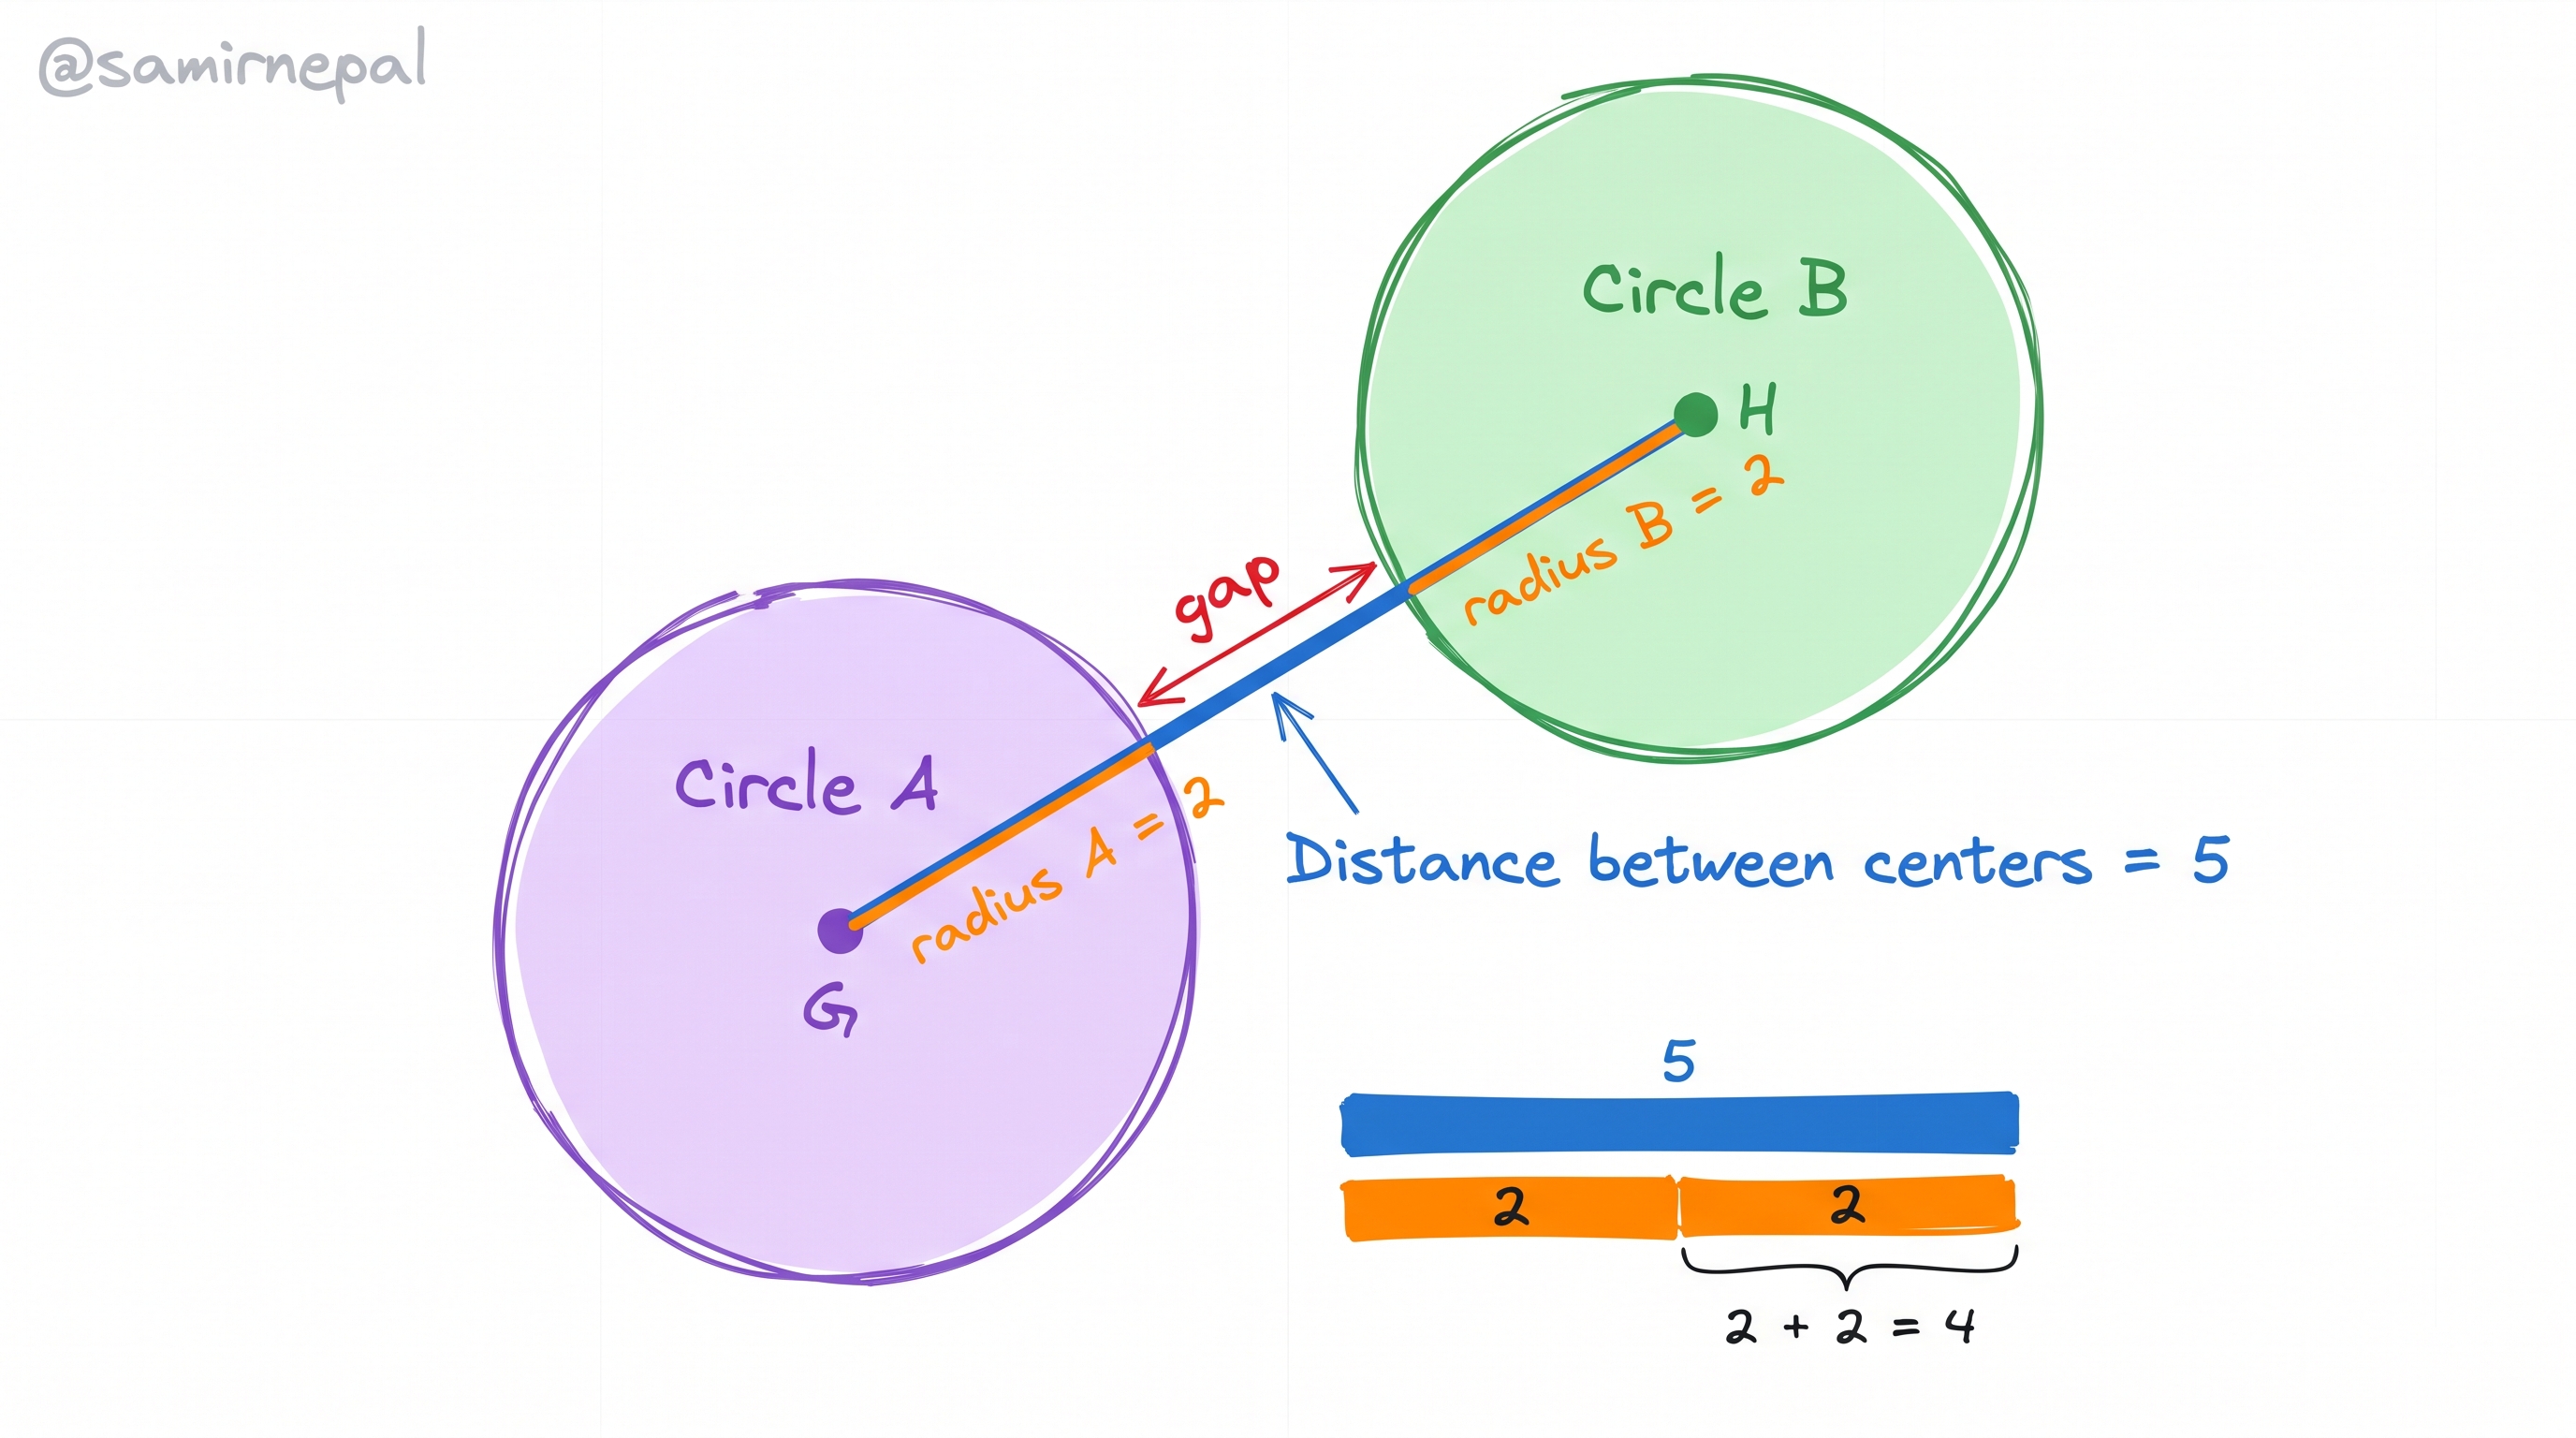 @samirnepal
Circle B
H
radius B = 2
gap
Circle A
radius A = 2
G
Distance between centers = 5
5
2 2
2 + 2 = 4